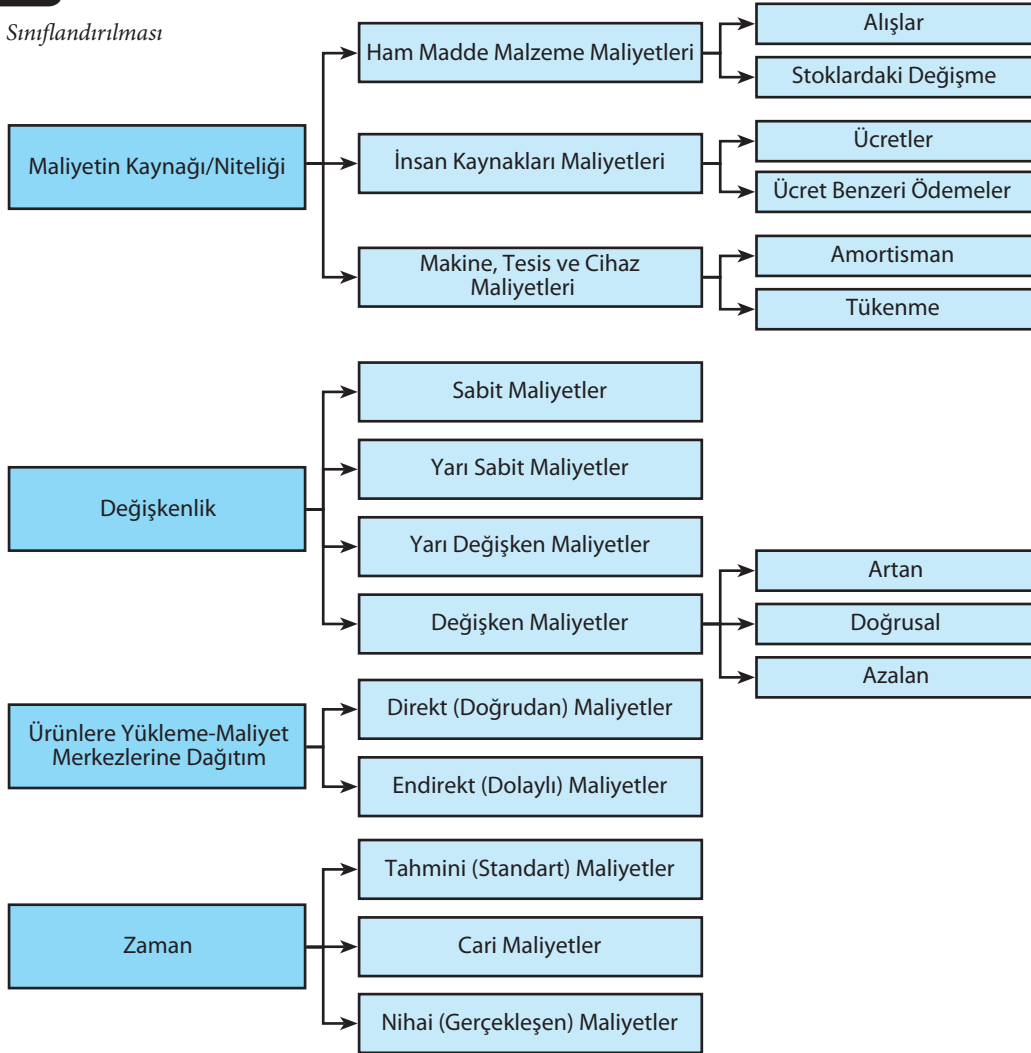 Sınıflandırılması
Maliyetin Kaynağı/Niteliği
Ham Madde Malzeme Maliyetleri
Alışlar
Stoklardaki Değişme
İnsan Kaynakları Maliyetleri
Ücretler
Ücret Benzeri Ödemeler
Makine, Tesis ve Cihaz
Maliyetleri
Amortisman
Tükenme
Değişkenlik
Sabit Maliyetler
Yarı Sabit Maliyetler
Yarı Değişken Maliyetler
Değişken Maliyetler
Artan
Doğrusal
Azalan
Ürünlere Yükleme-Maliyet
Merkezlerine Dağıtım
Direkt (Doğrudan) Maliyetler
Endirekt (Dolaylı) Maliyetler
Zaman
Tahmini (Standart) Maliyetler
Cari Maliyetler
Nihai (Gerçekleşen) Maliyetler